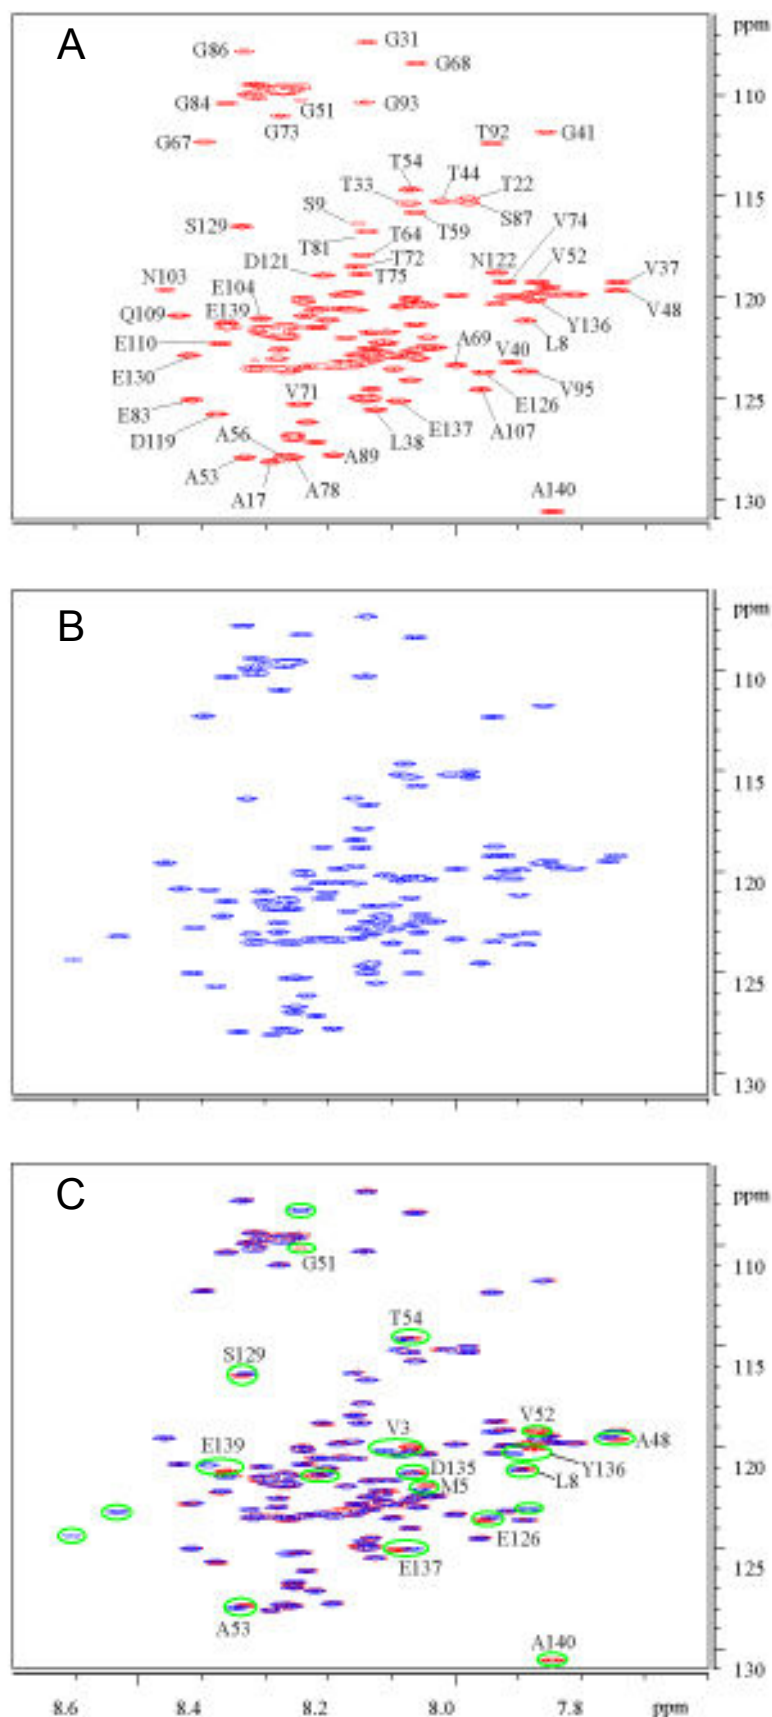 A
ppm
G86
G31
G68
110
G84
G51
G93
G73
G67
T92
G41
T54
T44
115
T33
T22
S9
S87
S129
T59
V74
T81
T64
D121
T72
N122
V52
N103
T75
V37
E104
120
Q109
E139
V48
Y136
E110
A69
L8
V40
E130
V71
V95
E126
125
E83
E137
A107
D119
A56
L38
A53
A89
A17
A78
A140
130
B
ppm
110
115
120
125
130
C
ppm
110
G51
T54
115
S129
V52
V3
A48
E139
D135
Y136
120
M5
L8
E126
E137
125
A53
A140
130
8.6 8.4 8.2 8.0 7.8 ppm